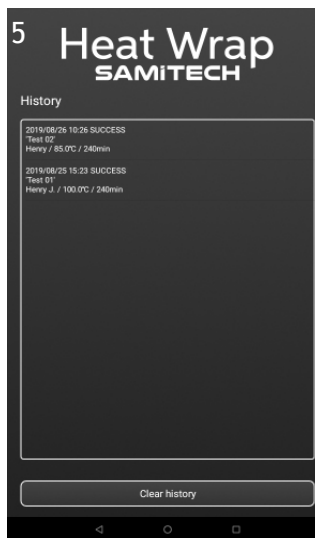 5
Heat Wrap
SAMiTECH
History
2019/08/26 10:26 SUCCESS
'Test 02'
Henry / 85.0℃ / 240min
2019/08/25 15:23 SUCCESS
'Test 01'
Henry J. / 100.0℃ / 240min
Clear history